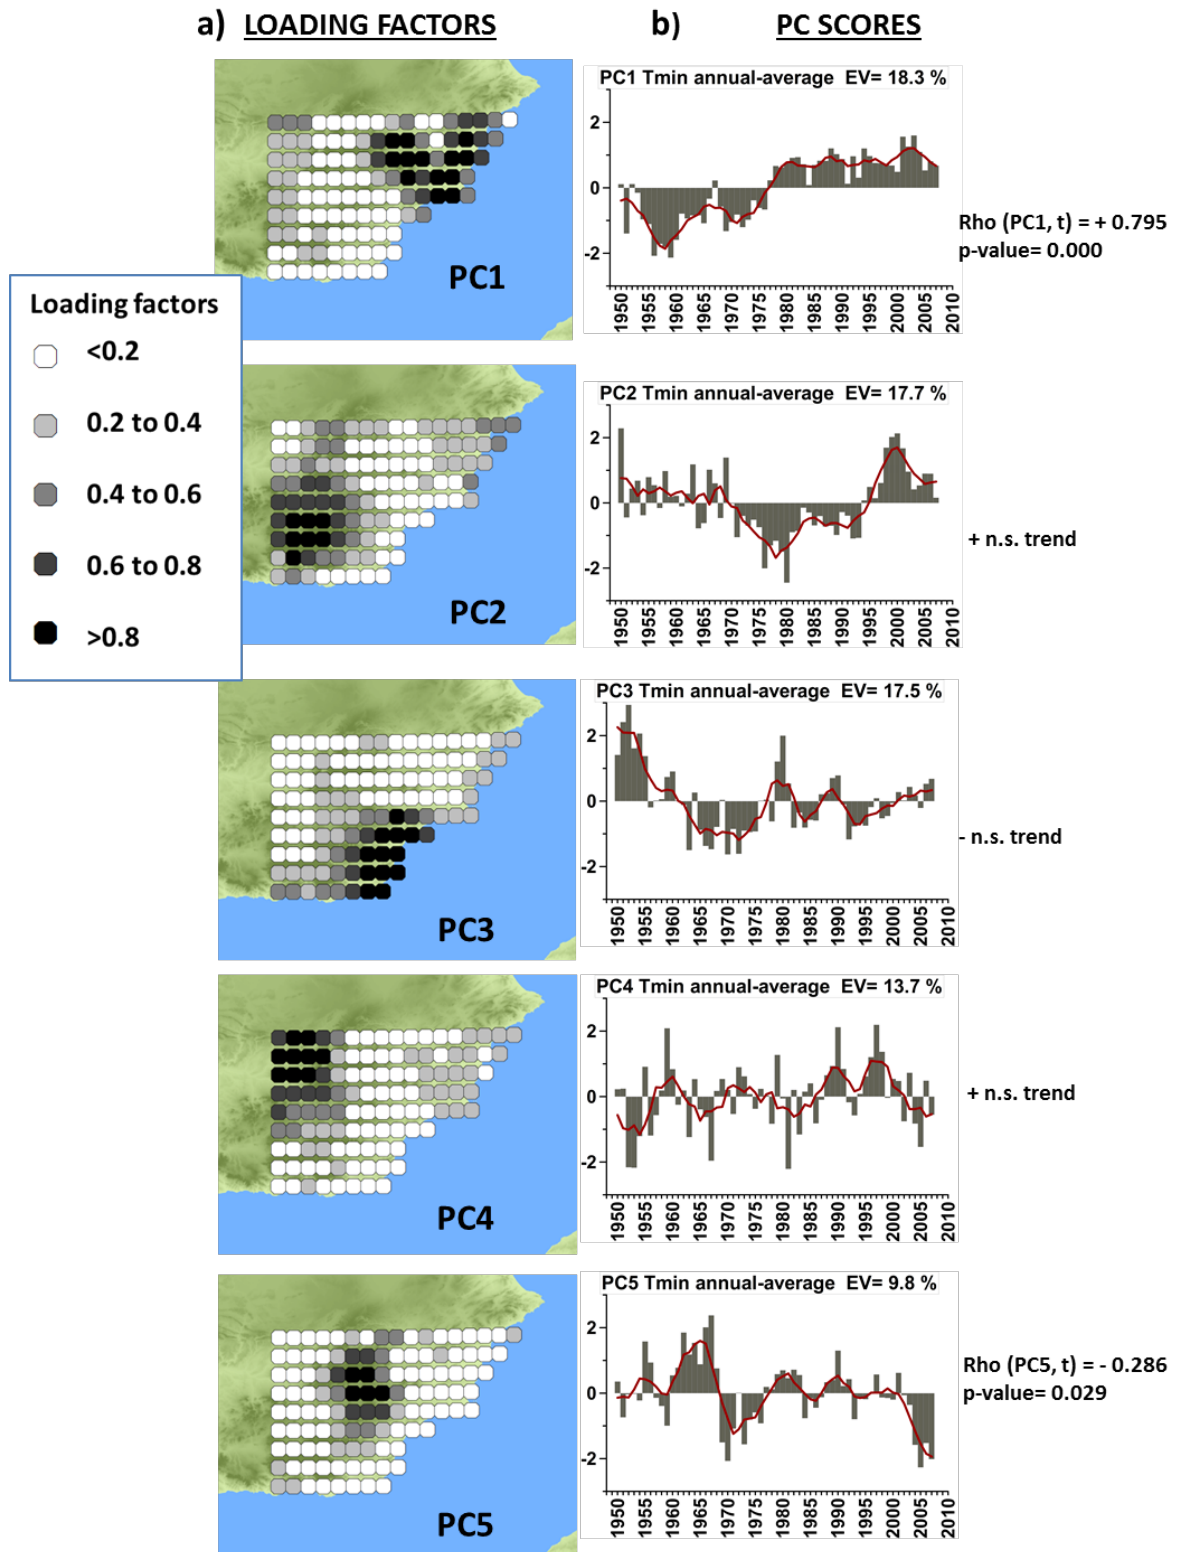 a) LOADING FACTORS
b) PC SCORES
PC1
PC1 Tmin annual-average EV= 18.3 %
2
0
-2
1950 1955 1960 1965 1970 1975 1980 1985 1990 1995 2000 2005 2010
Rho (PC1, t) = + 0.795
p-value= 0.000
Loading factors
<0.2
0.2 to 0.4
0.4 to 0.6
0.6 to 0.8
>0.8
PC2
PC2 Tmin annual-average EV= 17.7 %
2
0
-2
1950 1955 1960 1965 1970 1975 1980 1985 1990 1995 2000 2005 2010
+ n.s. trend
PC3
PC3 Tmin annual-average EV= 17.5 %
2
0
-2
1950 1955 1960 1965 1970 1975 1980 1985 1990 1995 2000 2005 2010
- n.s. trend
PC4
PC4 Tmin annual-average EV= 13.7 %
2
0
-2
1950 1955 1960 1965 1970 1975 1980 1985 1990 1995 2000 2005 2010
+ n.s. trend
PC5
PC5 Tmin annual-average EV= 9.8 %
2
0
-2
1950 1955 1960 1965 1970 1975 1980 1985 1990 1995 2000 2005 2010
Rho (PC5, t) = - 0.286
p-value= 0.029